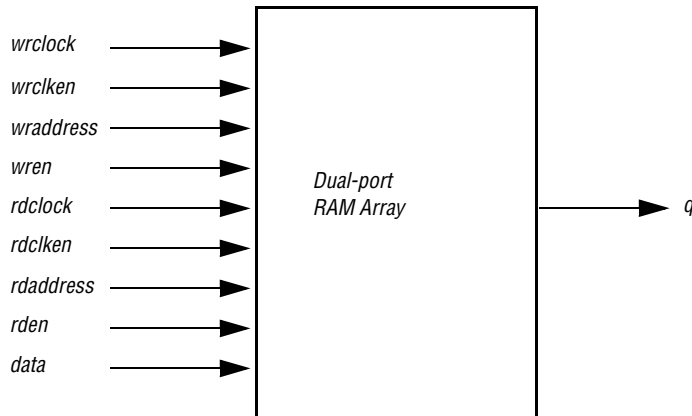 wrclock
wrclken
wraddress
wren
rdclock
rdclken
rdaddress
rden
data
Dual-port
RAM Array
q